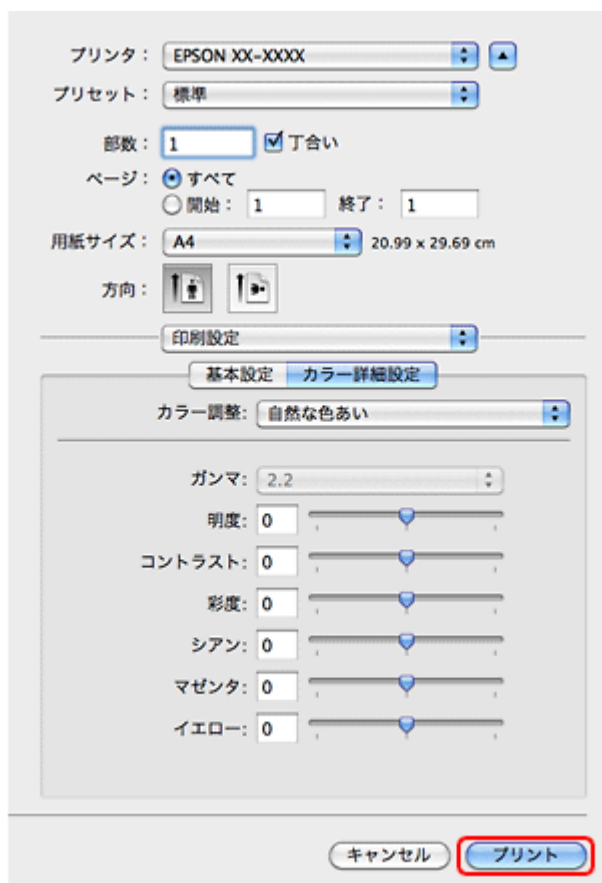 プリンタ： EPSON XX-XXXX
プリセット： 標準
部数： 1 丁合い
ページ： すべて
開始： 1 終了： 1
用紙サイズ： A4 20.99 x 29.69 cm
方向：
印刷設定
基本設定 カラー詳細設定
カラー調整: 自然な色あい
ガンマ: 2.2
明度: 0
コントラスト: 0
彩度: 0
シアン: 0
マゼンタ: 0
イエロー: 0
キャンセル プリント